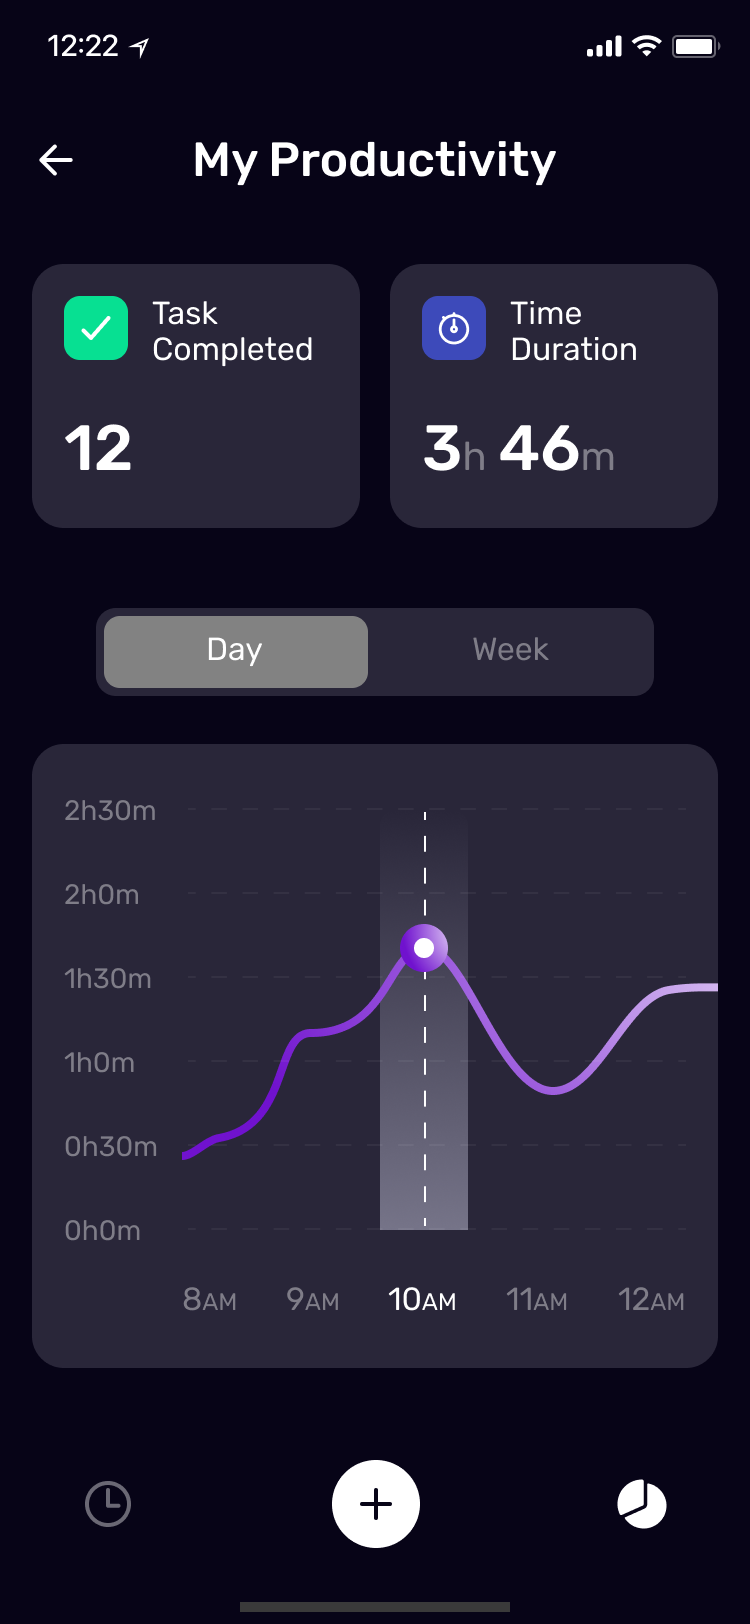 12:22
My Productivity
Task
Completed
12
Time
Duration
3h 46m
Day
Week
2h30m
2h0m
1h30m
1h0m
0h30m
0h0m
8AM 9AM 10AM 11AM 12AM